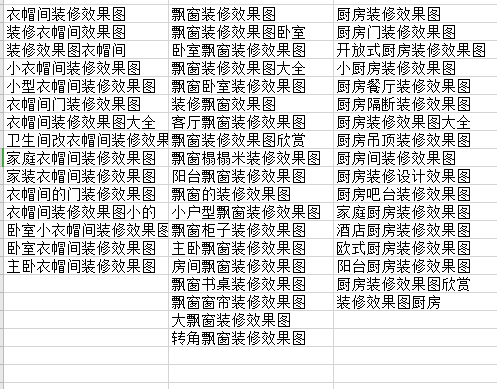 衣帽间装修效果图 飘窗装修效果图 厨房装修效果图
装修衣帽间效果图 飘窗装修效果图卧室 厨房门装修效果图
装修效果图衣帽间 卧室飘窗装修效果图 开放式厨房装修效果图
小衣帽间装修效果图 飘窗装修效果图大全 小厨房装修效果图
小型衣帽间装修效果图 飘窗卧室装修效果图 厨房餐厅装修效果图
衣帽间门装修效果图 装修飘窗效果图 厨房隔断装修效果图
衣帽间装修效果图大全 客厅飘窗装修效果图 厨房装修效果图大全
卫生间改衣帽间装修效果 飘窗装修效果图欣赏 厨房吊顶装修效果图
家庭衣帽间装修效果图 飘窗榻榻米装修效果图 厨房间装修效果图
家装衣帽间装修效果图 阳台飘窗装修效果图 厨房装修设计效果图
衣帽间的门装修效果图 飘窗的装修效果图 厨房吧台装修效果图
衣帽间装修效果图小的 小户型飘窗装修效果图 家庭厨房装修效果图
卧室小衣帽间装修效果图 飘窗柜子装修效果图 酒店厨房装修效果图
卧室衣帽间装修效果图 主卧飘窗装修效果图 欧式厨房装修效果图
主卧衣帽间装修效果图 房间飘窗装修效果图 阳台厨房装修效果图
飘窗书桌装修效果图 厨房装修效果图欣赏
飘窗窗帘装修效果图 装修效果图厨房
大飘窗装修效果图
转角飘窗装修效果图